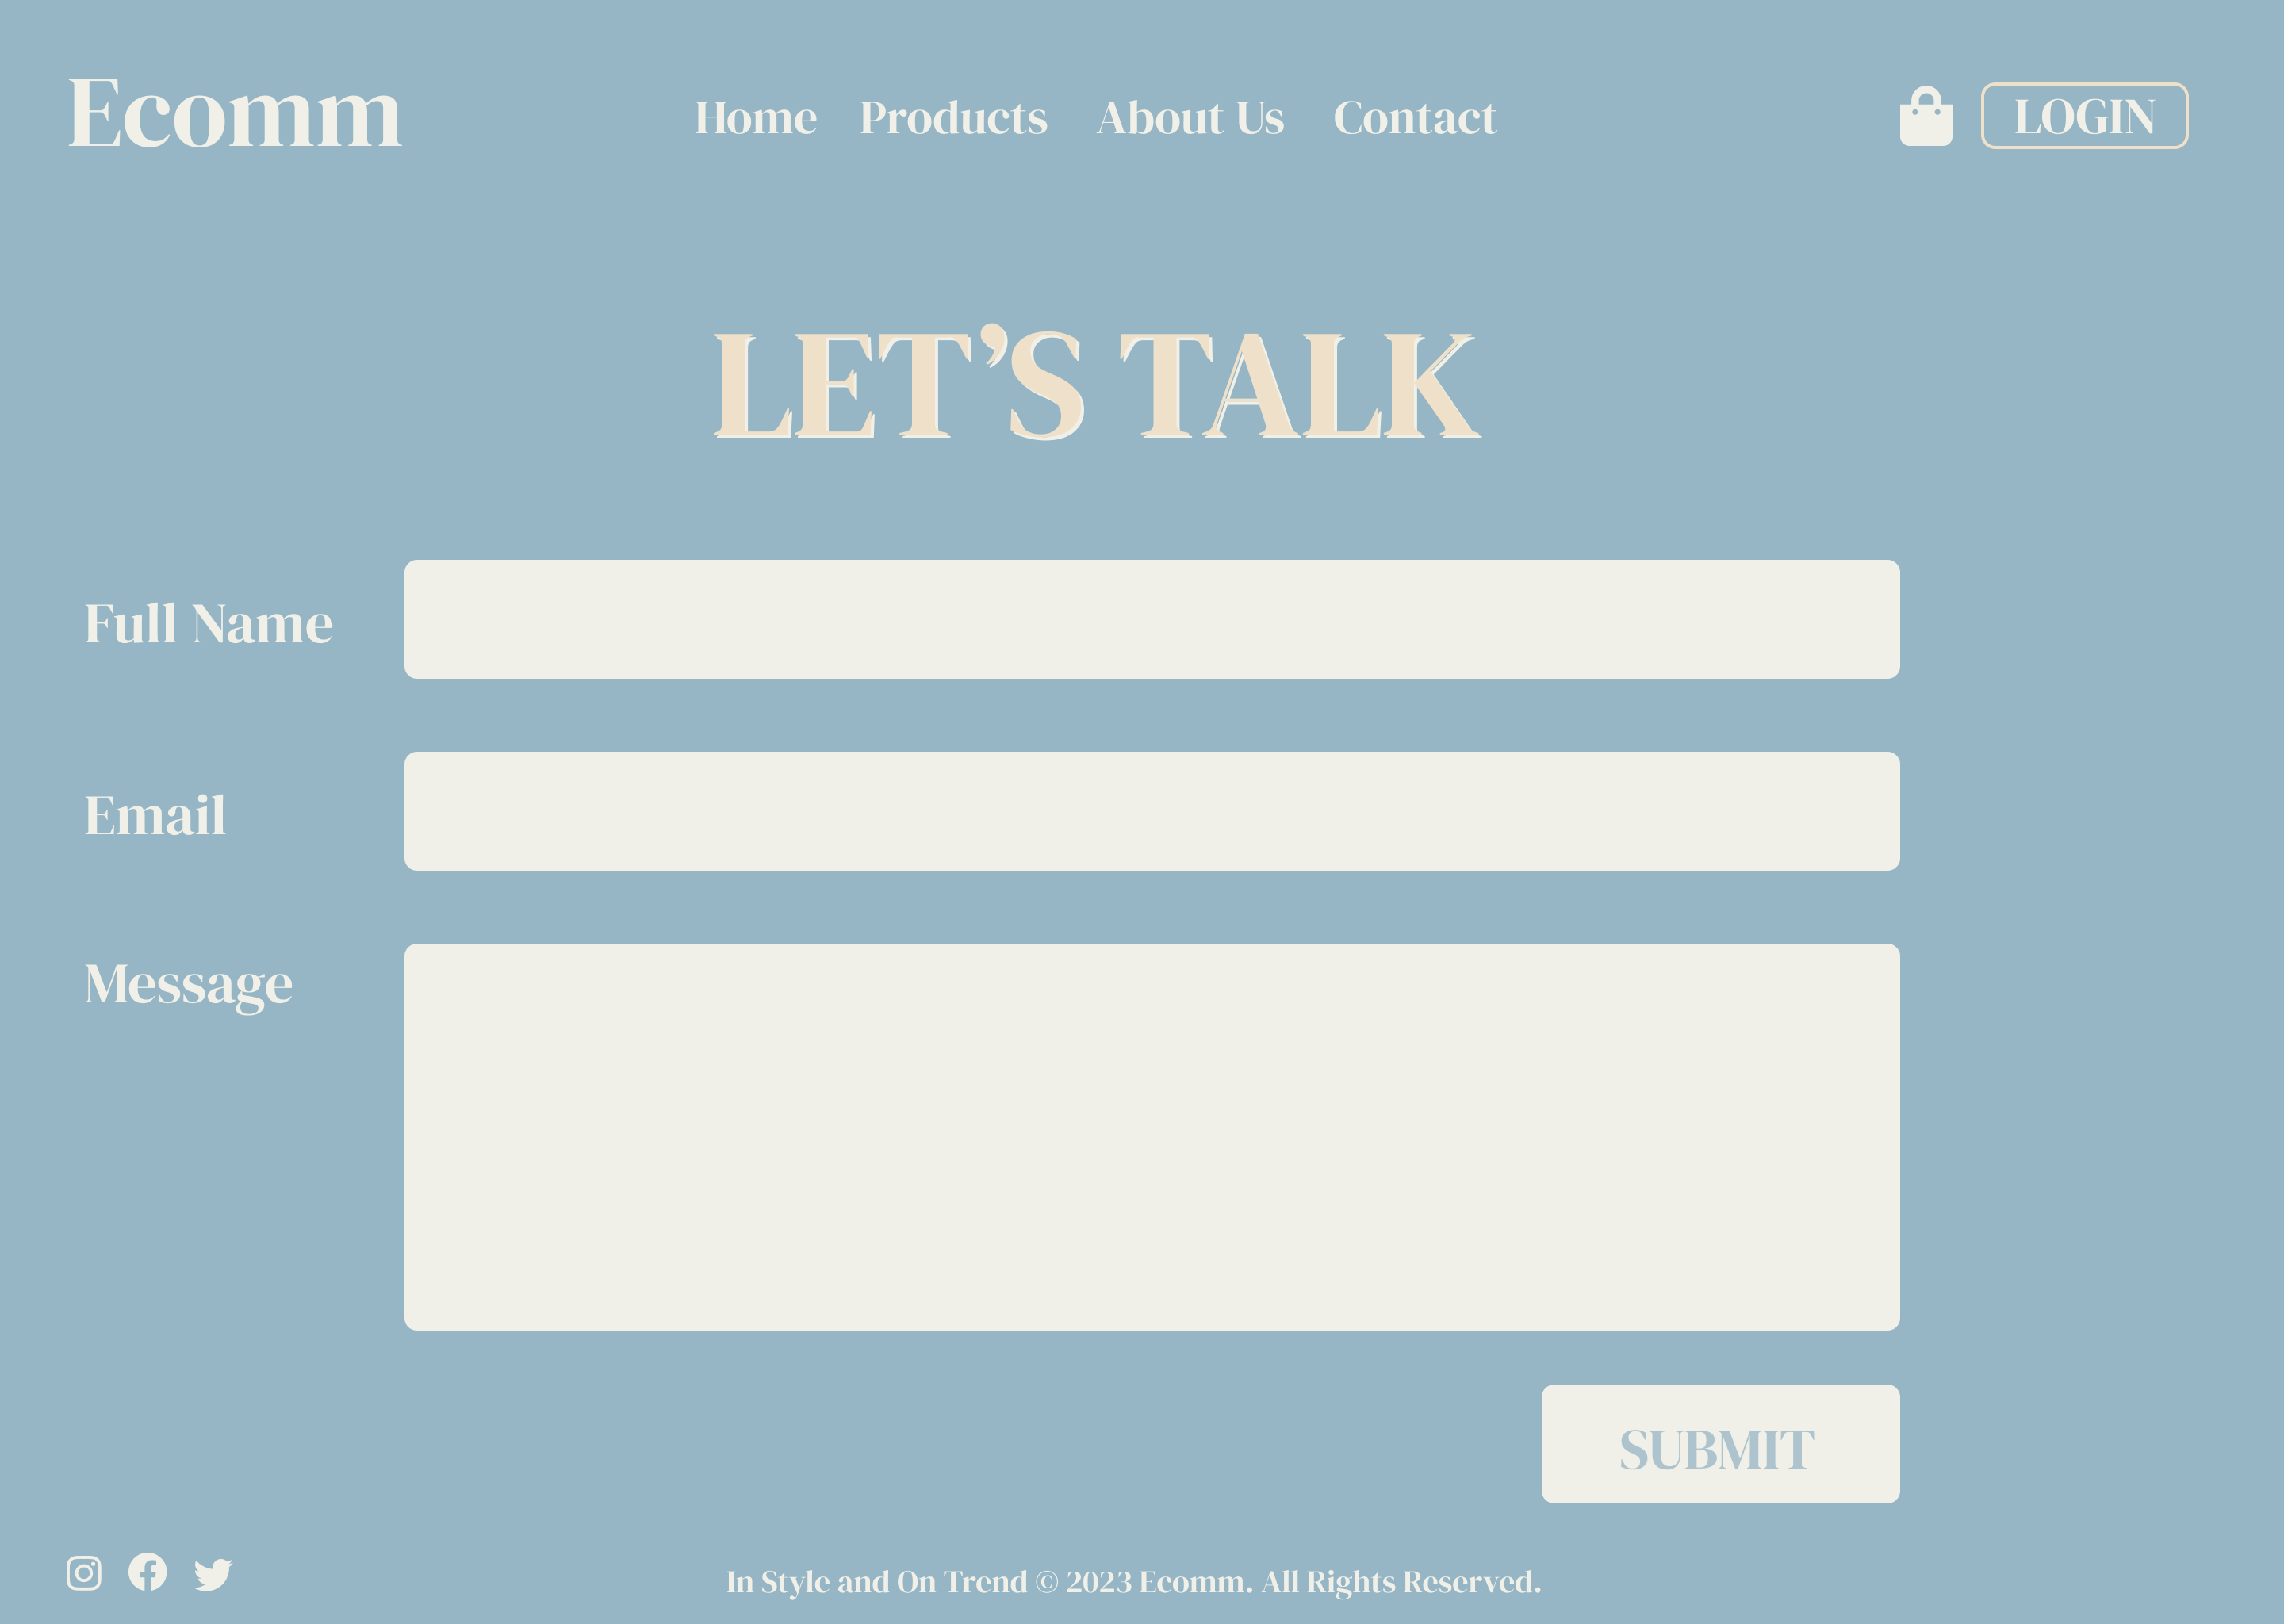 Ecomm
Home Products About Us Contact
LOGIN
LET’S TALK
Full Name
Email
Message
SUBMIT
In Style and On Trend © 2023 Ecomm. All Rights Reserved.